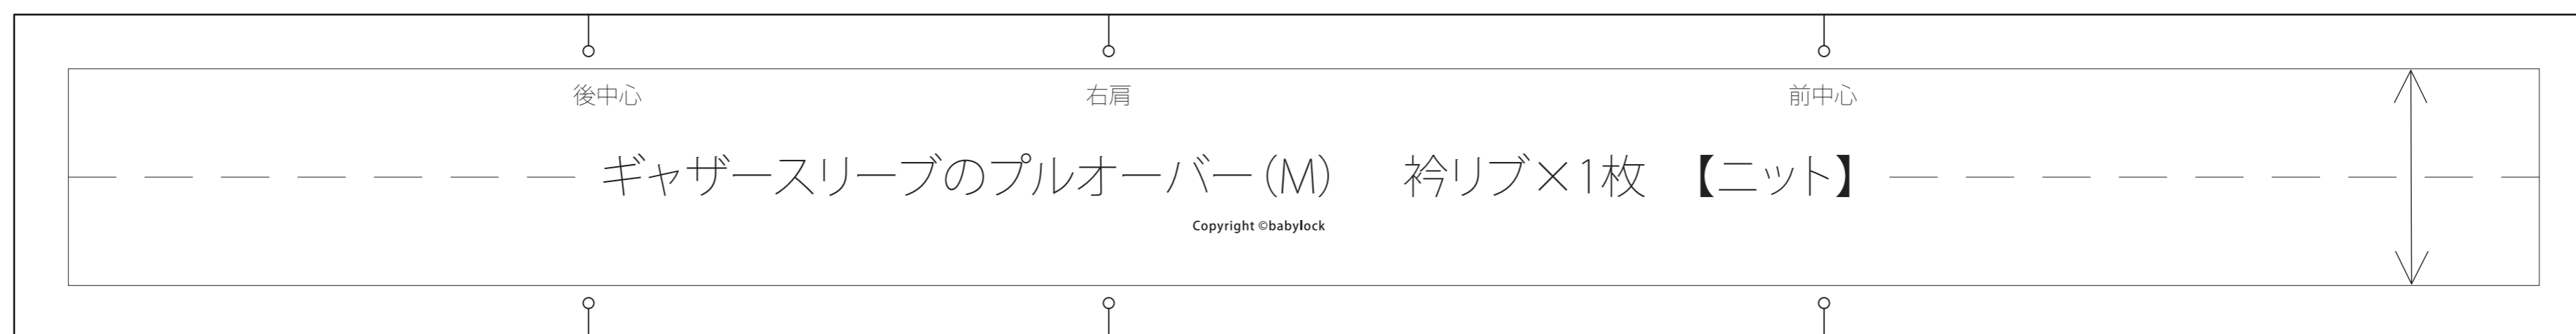 後中心
右肩
前中心
ギャザースリーブのプルオーバー(M)　衿リブ×1枚　【ニット】
Copyright ©babylock